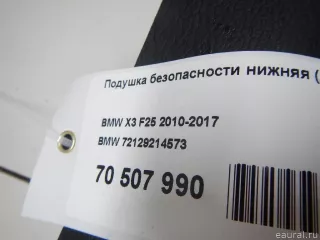 Подушка безопасности нижняя (
BMW X3 F25 2010-2017
BMW 72129214573
70 507 990
eaural.ru